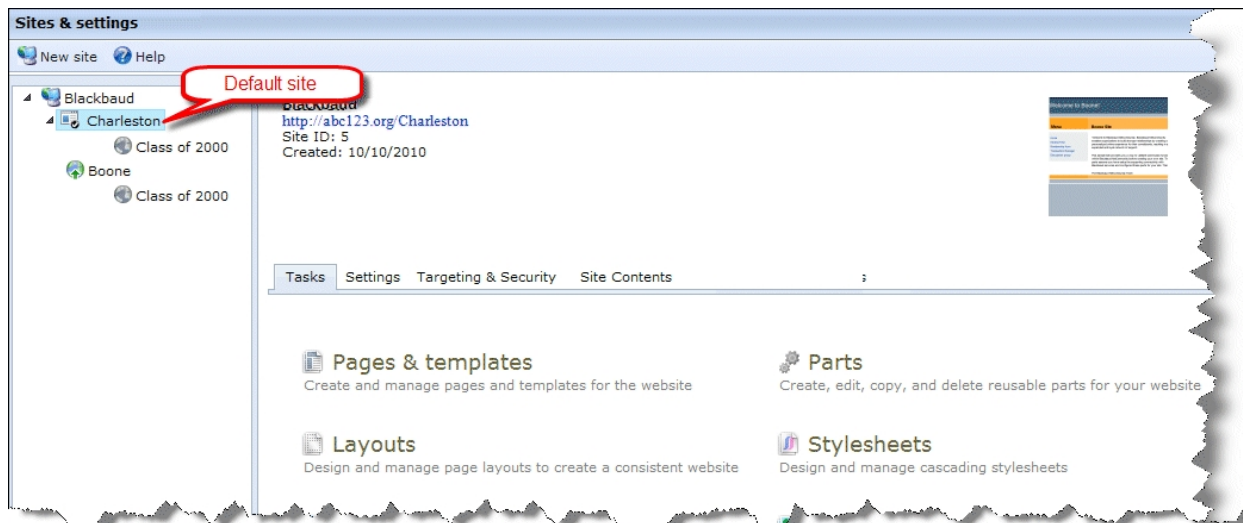 Sites & settings
New site Help
Default site
Blackbaud
Charleston
Class of 2000
Boone
Class of 2000
Blackbaud
http://abc123.org/Charleston
Site ID: 5
Created: 10/10/2010
Welcome to Boone!
Tasks Settings Targeting & Security Site Contents
Pages & templates
Create and manage pages and templates for the website
Parts
Create, edit, copy, and delete reusable parts for your website
Layouts
Design and manage page layouts to create a consistent website
Stylesheets
Design and manage cascading stylesheets